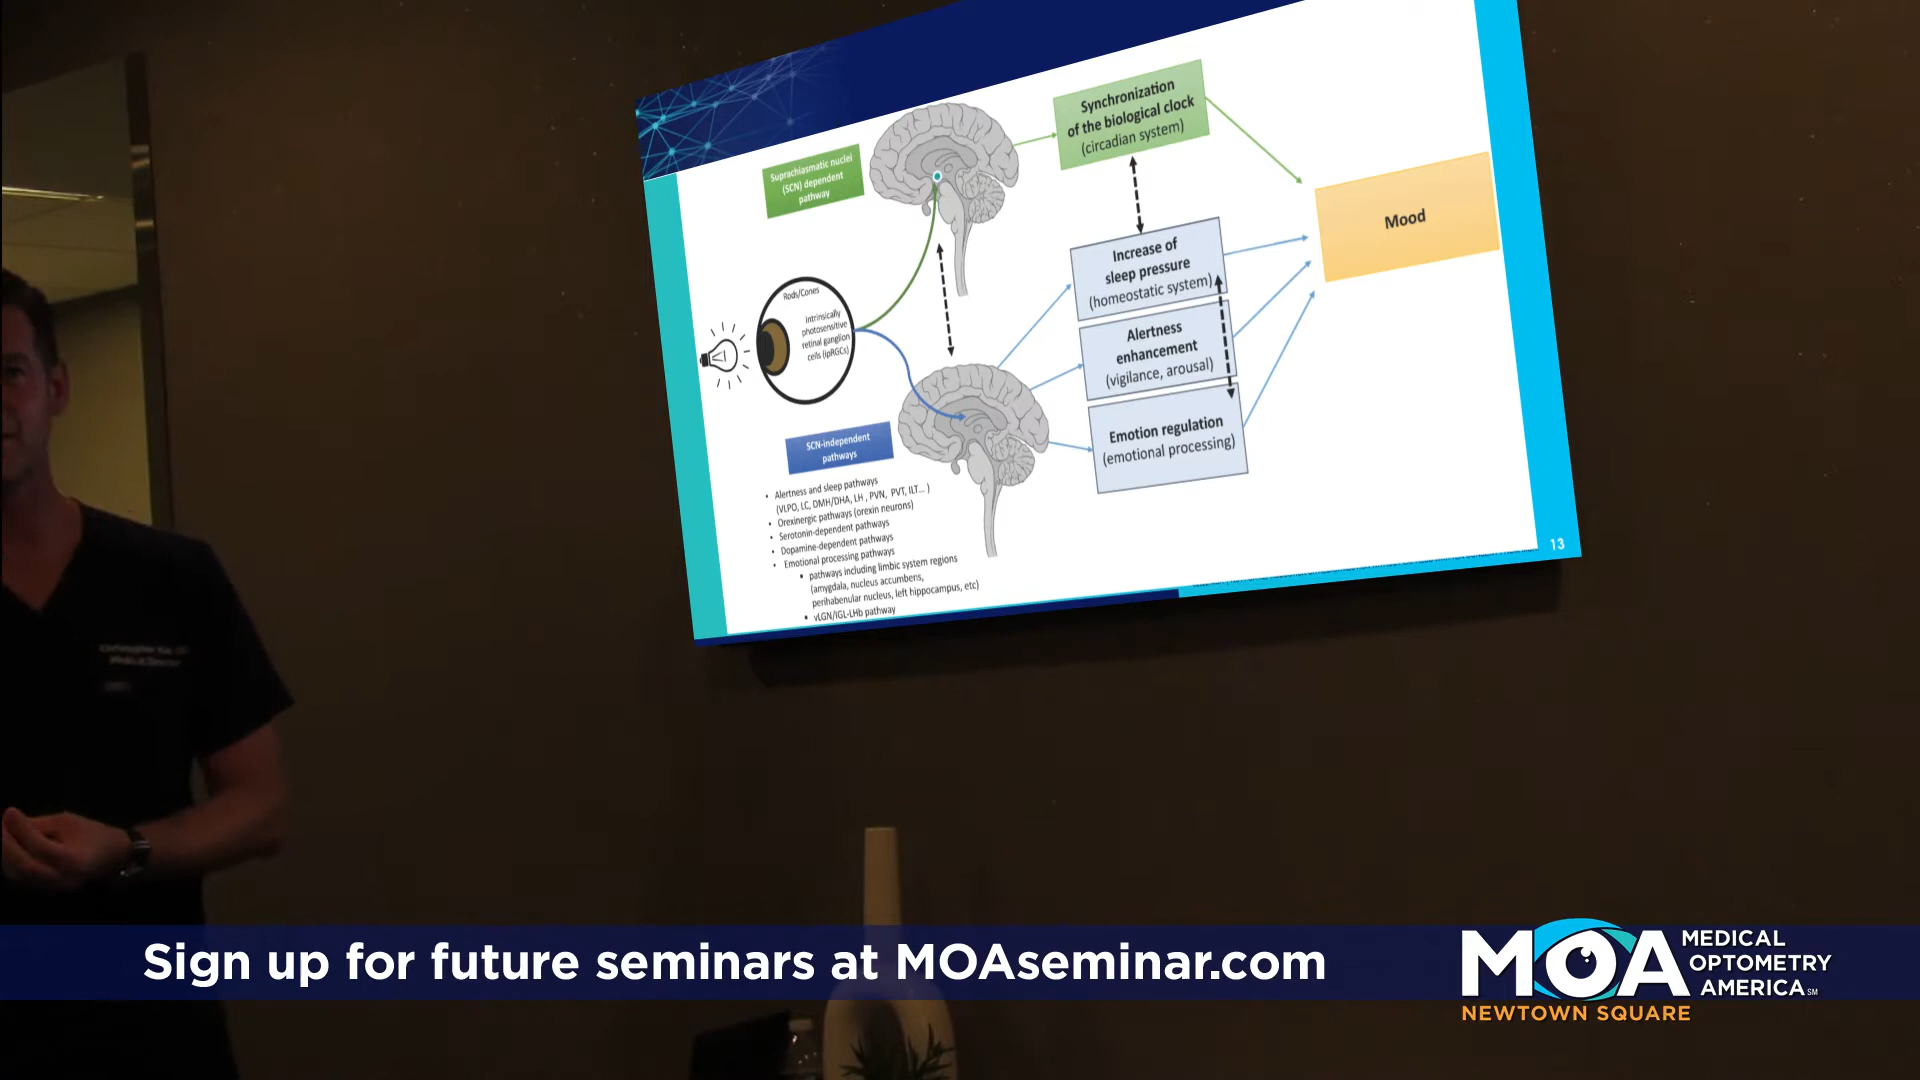 Suprachiasmatic nuclei
(SCN) dependent
pathway
Synchronization
of the biological clock
(circadian system)
Mood
Increase of
sleep pressure
(homeostatic system)
Rods/Cones
intrinsically
photosensitive
retinal ganglion
cells (ipRGCs)
Alertness
enhancement
(vigilance, arousal)
Emotion regulation
(emotional processing)
SCN-independent
pathways
• Alertness and sleep pathways
(VLPO, LC, DMH/DHA, LH , PVN, PVT, ILT... )
• Orexinergic pathways (orexin neurons)
• Serotonin-dependent pathways
• Dopamine-dependent pathways
• Emotional processing pathways
▪ pathways including limbic system regions
(amygdala, nucleus accumbens,
perihabenular nucleus, left hippocampus, etc)
▪ vLGN/IGL-LHb pathway
13
Sign up for future seminars at MOAseminar.com
MOA
MEDICAL
OPTOMETRY
AMERICA SM
NEWTOWN SQUARE